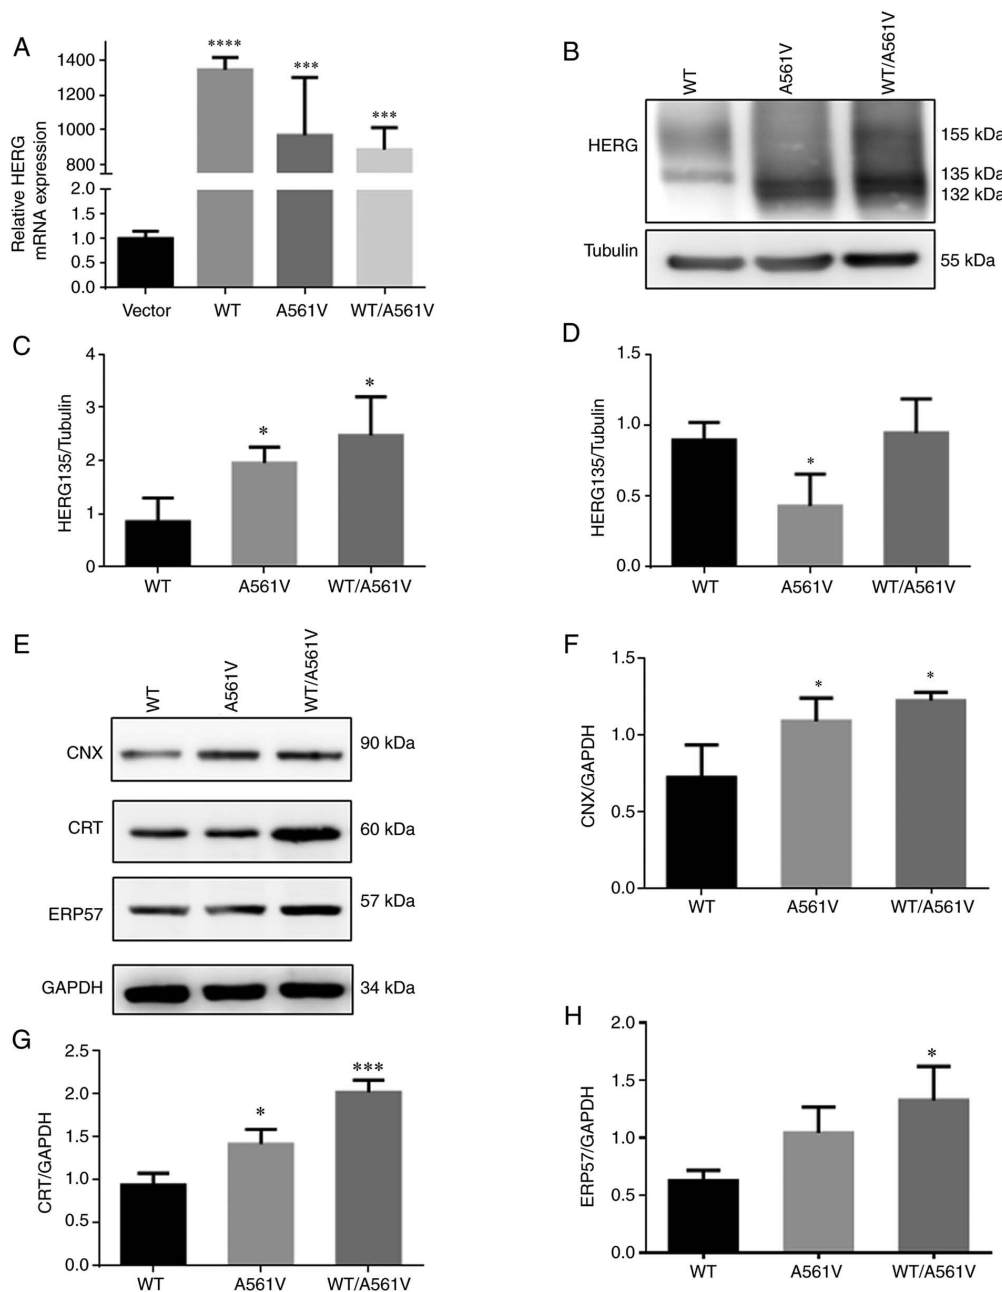 A
Relative HERG
mRNA expression
1400
1200
1000
800
2.0
1.5
1.0
0.5
0.0
****
***
***
Vector
WT
A561V
WT/A561V
B
WT
A561V
WT/A561V
HERG
155 kDa
135 kDa
132 kDa
Tubulin
55 kDa
C
HERG135/Tubulin
4
3
2
1
0
*
*
WT
A561V
WT/A561V
D
HERG135/Tubulin
1.5
1.0
0.5
0.0
*
WT
A561V
WT/A561V
E
WT
A561V
WT/A561V
CNX
90 kDa
CRT
60 kDa
ERP57
57 kDa
GAPDH
34 kDa
F
CNX/GAPDH
1.5
1.0
0.5
0.0
*
*
WT
A561V
WT/A561V
G
CRT/GAPDH
2.5
2.0
1.5
1.0
0.5
0.0
*
***
WT
A561V
WT/A561V
H
ERP57/GAPDH
2.0
1.5
1.0
0.5
0.0
*
WT
A561V
WT/A561V